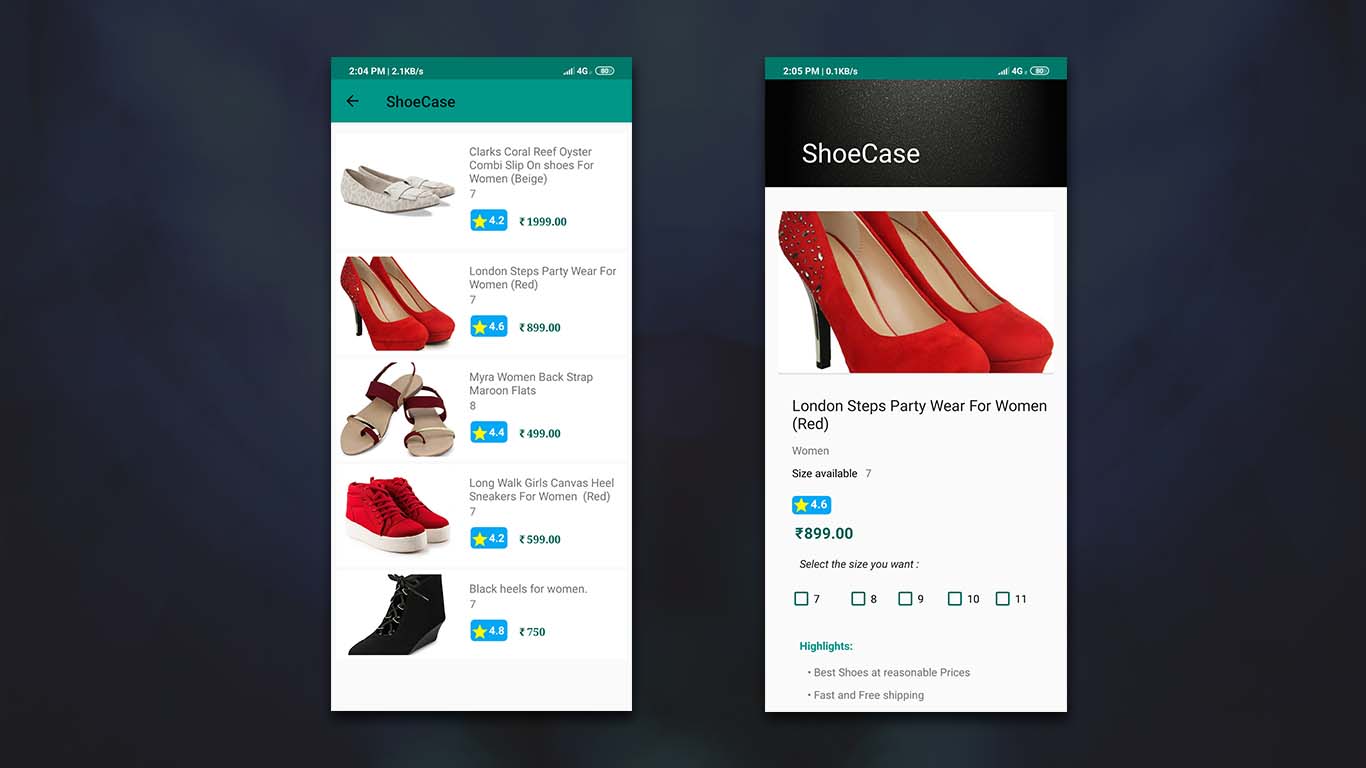 2:04 PM | 2.1KB/s
4G 80
ShoeCase
Clarks Coral Reef Oyster
Combi Slip On shoes For
Women (Beige)
7
4.2 ₹ 1999.00
London Steps Party Wear For
Women (Red)
7
4.6 ₹ 899.00
Myra Women Back Strap
Maroon Flats
8
4.4 ₹ 499.00
Long Walk Girls Canvas Heel
Sneakers For Women (Red)
7
4.2 ₹ 599.00
Black heels for women.
7
4.8 ₹ 750
2:05 PM | 0.1KB/s
4G 80
ShoeCase
London Steps Party Wear For Women
(Red)
Women
Size available 7
4.6
₹899.00
Select the size you want :
7 8 9 10 11
Highlights:
• Best Shoes at reasonable Prices
• Fast and Free shipping